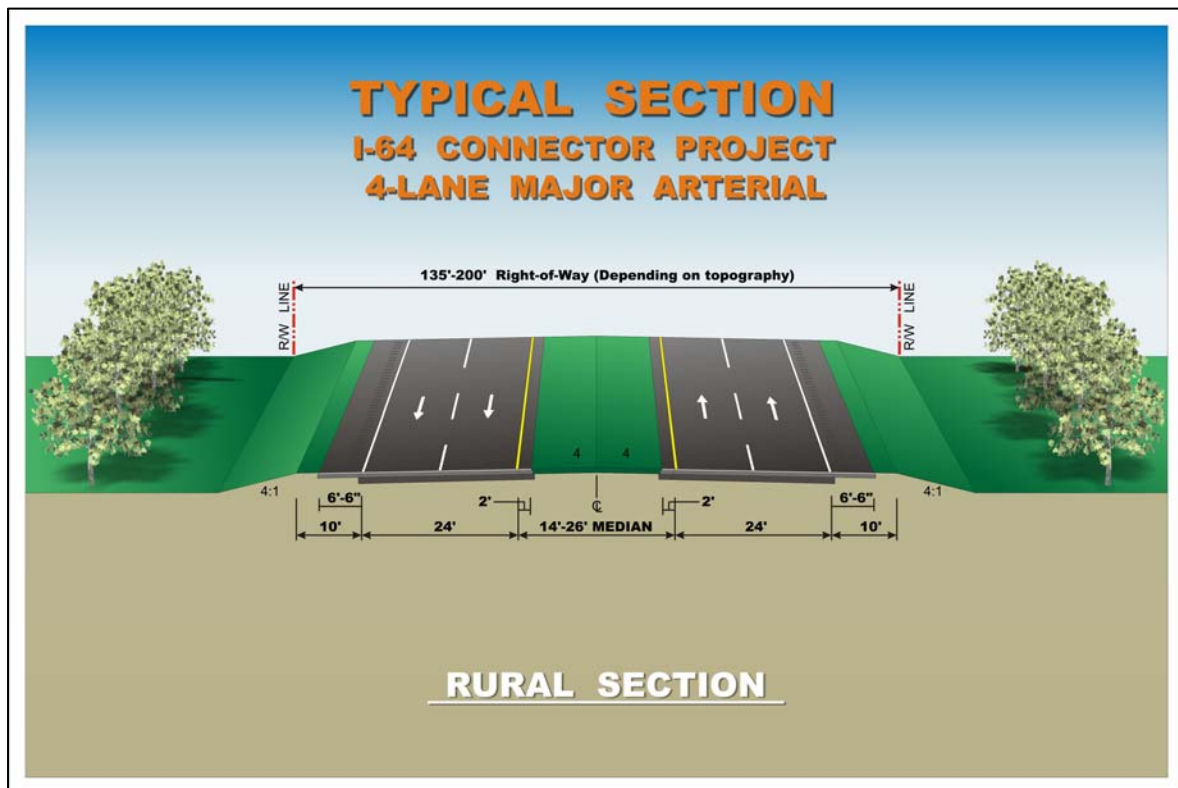 TYPICAL SECTION
I-64 CONNECTOR PROJECT
4-LANE MAJOR ARTERIAL
135'-200' Right-of-Way (Depending on topography)
R/W LINE
R/W LINE
4 4
4:1 4:1
6'-6" 2' ℄ 2' 6'-6"
10' 24' 14'-26' MEDIAN 24' 10'
RURAL SECTION